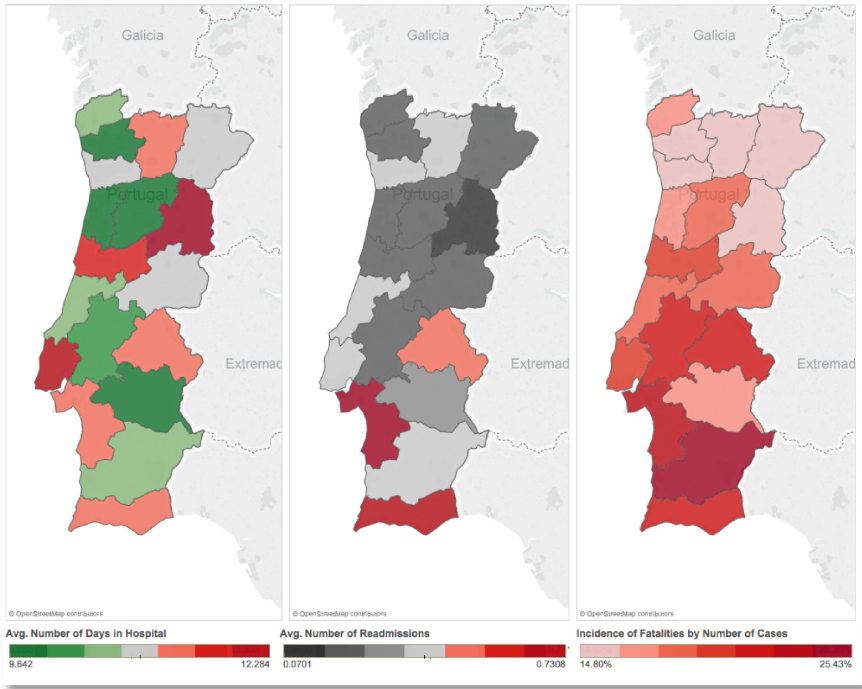 Galicia
Galicia
Galicia
Portugal
Portugal
Portugal
Extremad
Extremad
Extremad
© OpenStreetMap contributors
© OpenStreetMap contributors
© OpenStreetMap contributors
Avg. Number of Days in Hospital
Avg. Number of Readmissions
Incidence of Fatalities by Number of Cases
9.642
12.284
0.0701
0.7308
14.80%
25.43%